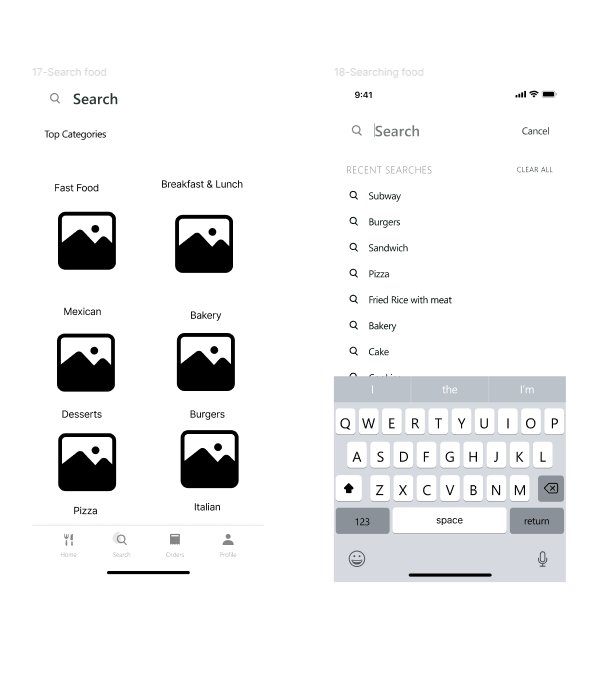 17-Search food
Search
Top Categories
Fast Food
Breakfast & Lunch
Mexican
Bakery
Desserts
Burgers
Pizza
Italian
Home
Search
Orders
Profile
18-Searching food
9:41
Search
Cancel
RECENT SEARCHES
CLEAR ALL
Subway
Burgers
Sandwich
Pizza
Fried Rice with meat
Bakery
Cake
I the I'm
Q W E R T Y U I O P
A S D F G H J K L
Z X C V B N M
123 space return